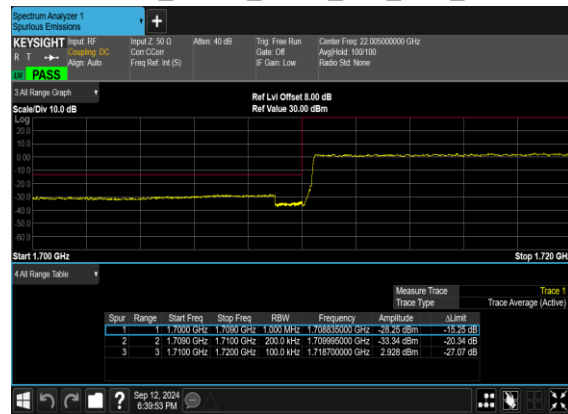 Spectrum Analyzer 1
Spurious Emissions
KEYSIGHT Input: RF Input Z: 50 Ω Atten: 40 dB Trig: Free Run Center Freq: 22.005000000 GHz
R T Coupling: DC Corr CCorr Gate: Off Avg|Hold: 100/100
Align: Auto Freq Ref: Int (S) IF Gain: Low Radio Std: None
PASS
3 All Range Graph
Ref Lvl Offset 8.00 dB
Scale/Div 10.0 dB Ref Value 30.00 dBm
Log
20.0
10.0
0.00
-10.0
-20.0
-30.0
-40.0
-50.0
-60.0
Start 1.700 GHz Stop 1.720 GH
4 All Range Table
Measure Trace Trace 1
Trace Type Trace Average (Active)
Spur Range Start Freq Stop Freq RBW Frequency Amplitude ΔLimit
1 1 1.7000 GHz 1.7090 GHz 1.000 MHz 1.708835000 GHz -28.25 dBm -15.25 dB
2 2 1.7090 GHz 1.7100 GHz 200.0 kHz 1.709995000 GHz -33.34 dBm -20.34 dB
3 3 1.7100 GHz 1.7200 GHz 100.0 kHz 1.718700000 GHz 2.928 dBm -27.07 dB
Sep 12, 2024
6:39:53 PM